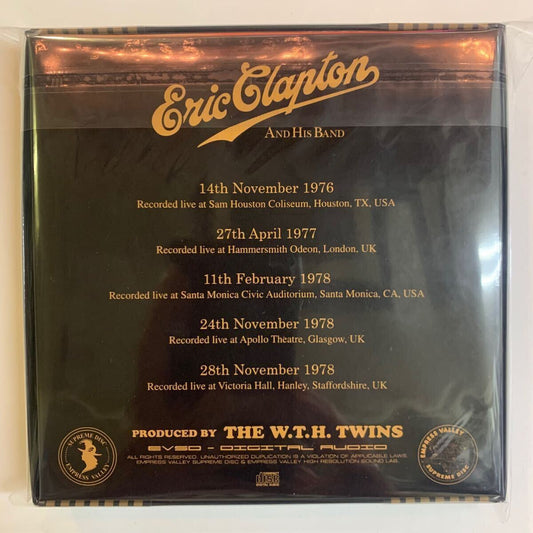 Eric Clapton
AND HIS BAND
14th November 1976
Recorded live at Sam Houston Coliseum, Houston, TX, USA
27th April 1977
Recorded live at Hammersmith Odeon, London, UK
11th February 1978
Recorded live at Santa Monica Civic Auditorium, Santa Monica, CA, USA
24th November 1978
Recorded live at Apollo Theatre, Glasgow, UK
28th November 1978
Recorded live at Victoria Hall, Hanley, Staffordshire, UK
PRODUCED BY THE W.T.H. TWINS
EVSD - DIGITAL AUDIO
ALL RIGHTS RESERVED. UNAUTHORIZED DUPLICATION IS A VIOLATION OF APPLICABLE LAWS.
EMPRESS VALLEY SUPREME DISC & EMPRESS VALLEY HIGH RESOLUTION SOUND LAB.
SUPREME DISC
EMPRESS VALLEY
COMPACT
disc
DIGITAL AUDIO
EMPRESS VALLEY
SUPREME DISC